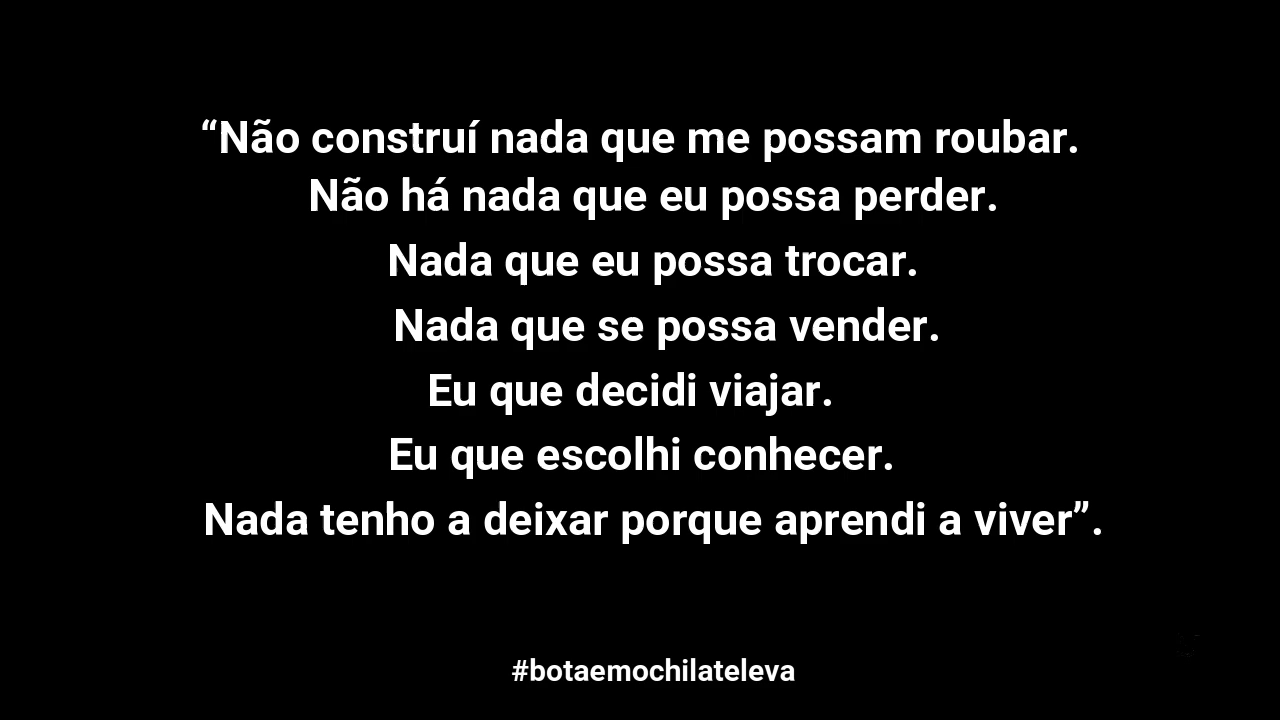 “Não construí nada que me possam roubar.
Não há nada que eu possa perder.
Nada que eu possa trocar.
Nada que se possa vender.
Eu que decidi viajar.
Eu que escolhi conhecer.
Nada tenho a deixar porque aprendi a viver”.
#botaemochilateleva